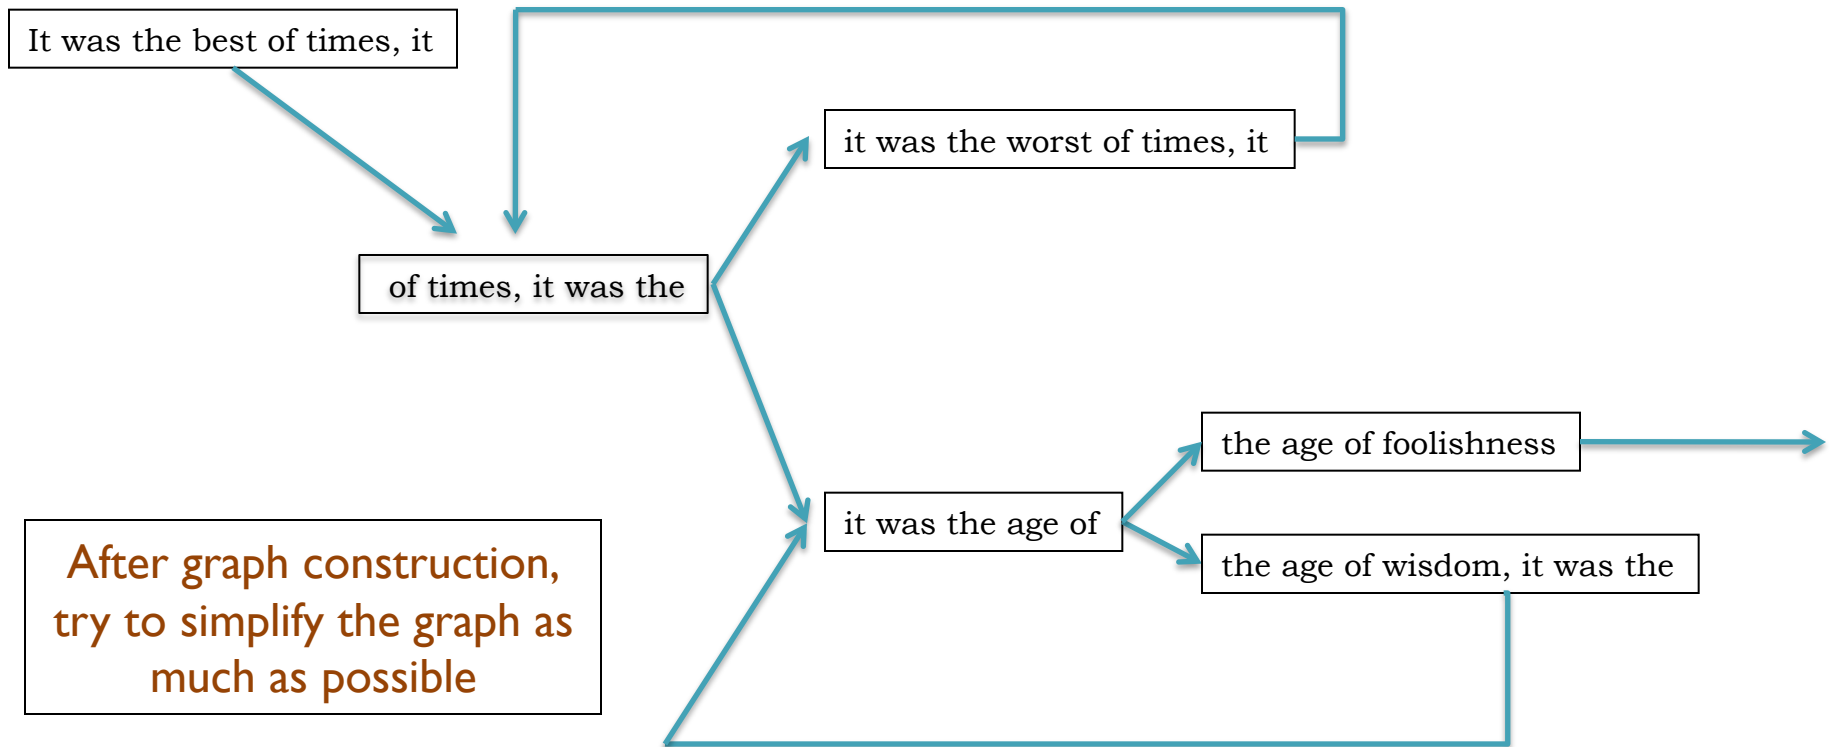 It was the best of times, it
it was the worst of times, it
of times, it was the
the age of foolishness
it was the age of
the age of wisdom, it was the
After graph construction,
try to simplify the graph as
much as possible